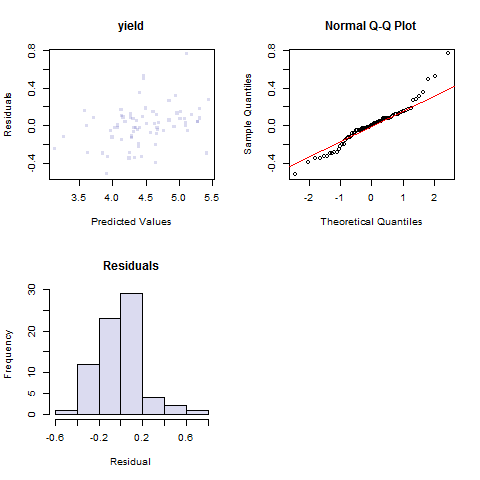 yield
Residuals
0.8
0.4
0.0
-0.4
3.5 4.0 4.5 5.0 5.5
Predicted Values
Normal Q-Q Plot
Sample Quantiles
0.8
0.4
0.0
-0.4
-2 -1 0 1 2
Theoretical Quantiles
Residuals
Frequency
30
15
5
0
-0.6 -0.2 0.2 0.6
Residual